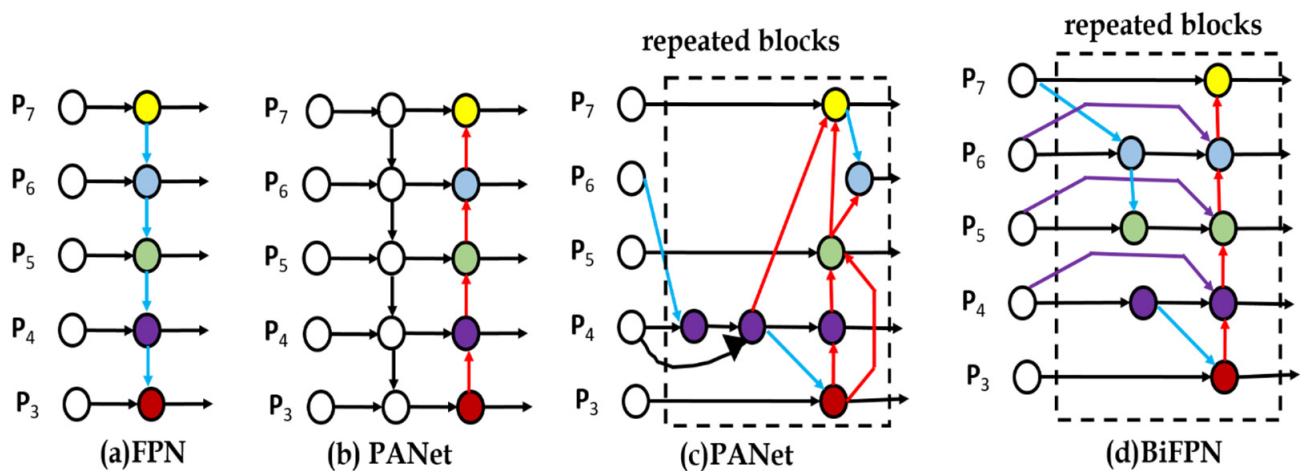 repeated blocks
repeated blocks
P7
P6
P5
P4
P3
P7
P6
P5
P4
P3
P7
P6
P5
P4
P3
P7
P6
P5
P4
P3
(a)FPN
(b) PANet
(c)PANet
(d)BiFPN